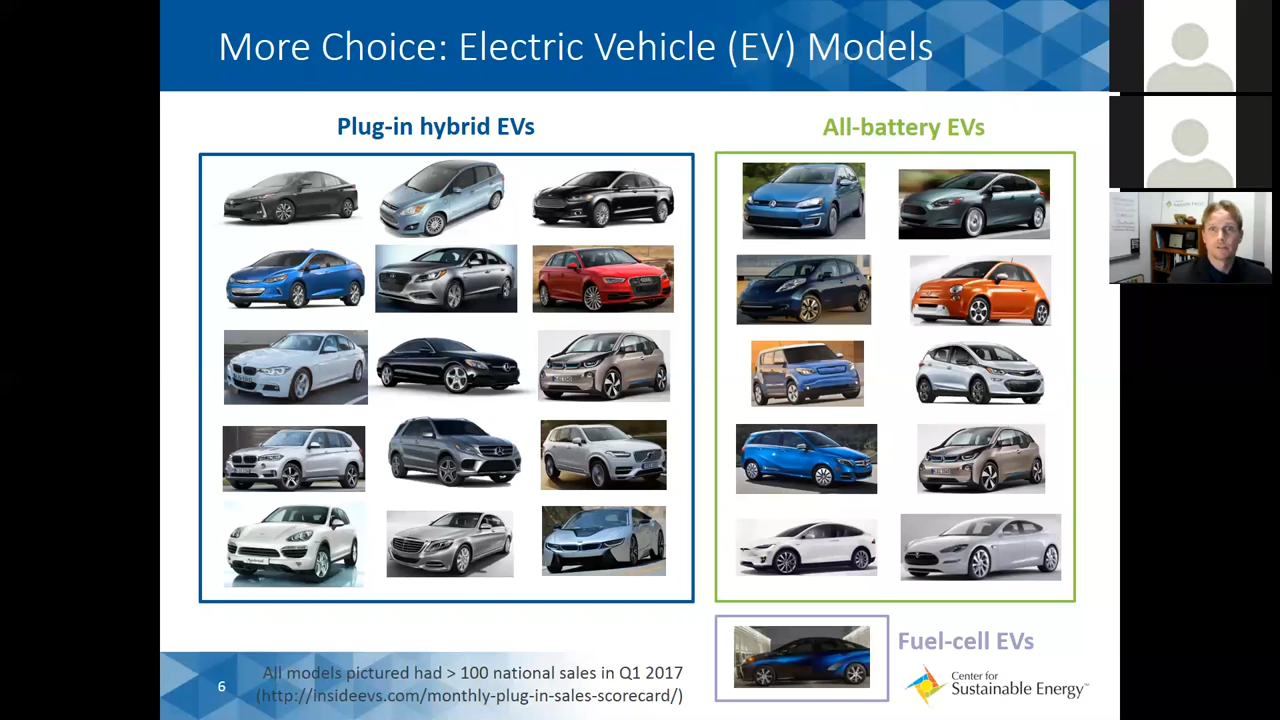 More Choice: Electric Vehicle (EV) Models
Plug-in hybrid EVs
All-battery EVs
Fuel-cell EVs
All models pictured had > 100 national sales in Q1 2017
(http://insideevs.com/monthly-plug-in-sales-scorecard/)
6
Center for
Sustainable Energy™